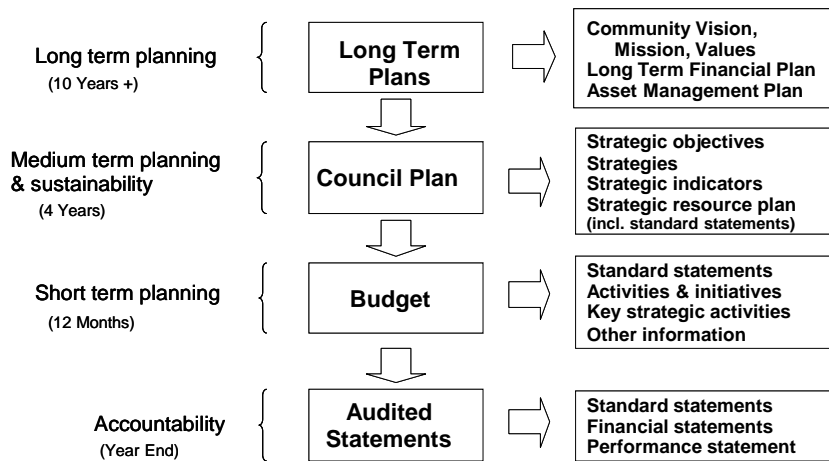 Long term planning
(10 Years +)
Long Term
Plans
Community Vision,
Mission, Values
Long Term Financial Plan
Asset Management Plan
Medium term planning
& sustainability
(4 Years)
Council Plan
Strategic objectives
Strategies
Strategic indicators
Strategic resource plan
(incl. standard statements)
Short term planning
(12 Months)
Budget
Standard statements
Activities & initiatives
Key strategic activities
Other information
Accountability
(Year End)
Audited
Statements
Standard statements
Financial statements
Performance statement